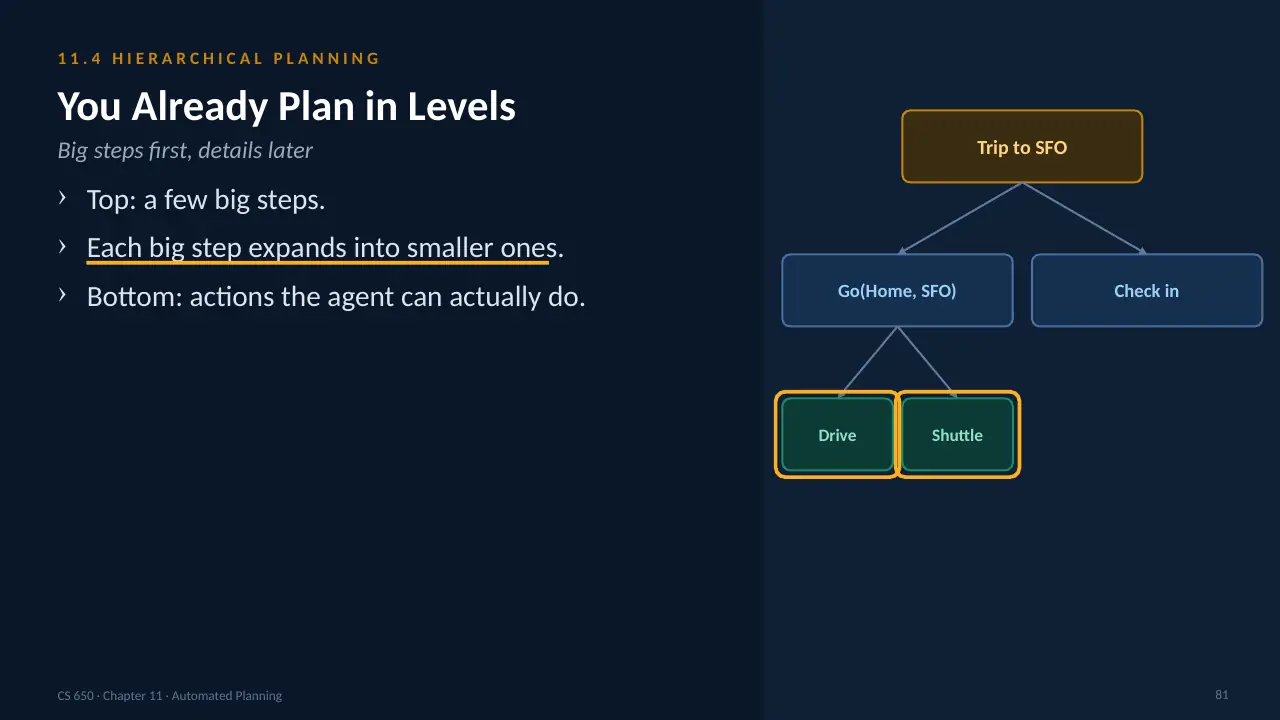 11.4 HIERARCHICAL PLANNING
You Already Plan in Levels
Big steps first, details later
› Top: a few big steps.
› Each big step expands into smaller ones.
› Bottom: actions the agent can actually do.
Trip to SFO
Go(Home, SFO)
Check in
Drive
Shuttle
CS 650 · Chapter 11 · Automated Planning
81